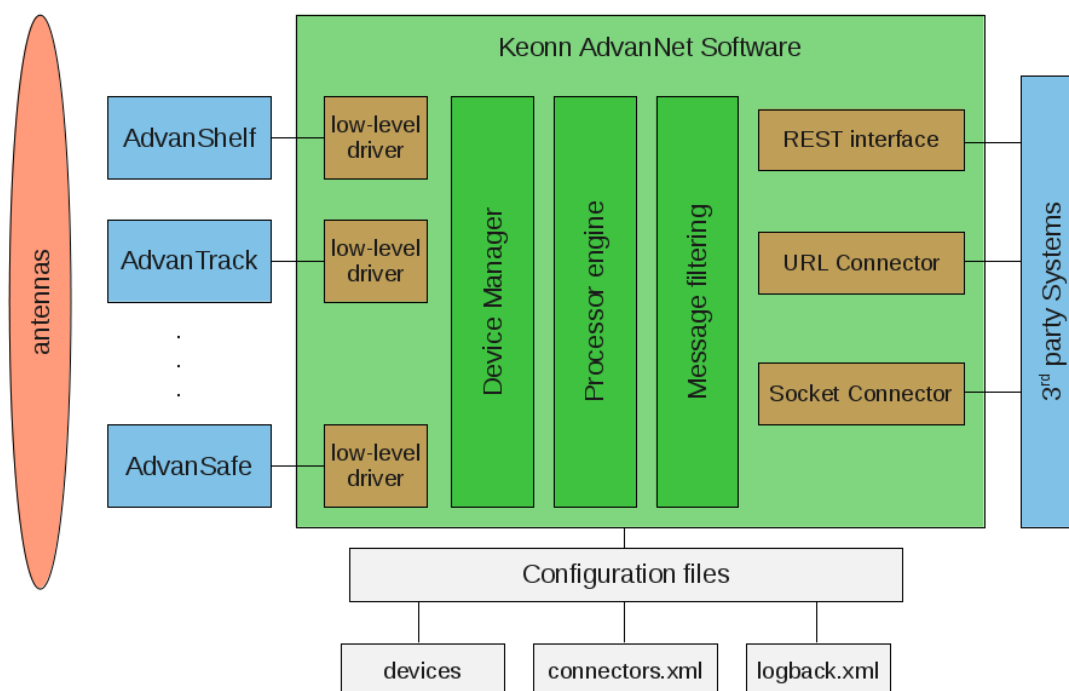 Keonn AdvanNet Software
antennas
AdvanShelf
low-level
driver
AdvanTrack
low-level
driver
.
.
.
AdvanSafe
low-level
driver
Device Manager
Processor engine
Message filtering
REST interface
URL Connector
Socket Connector
3rd party Systems
Configuration files
devices
connectors.xml
logback.xml